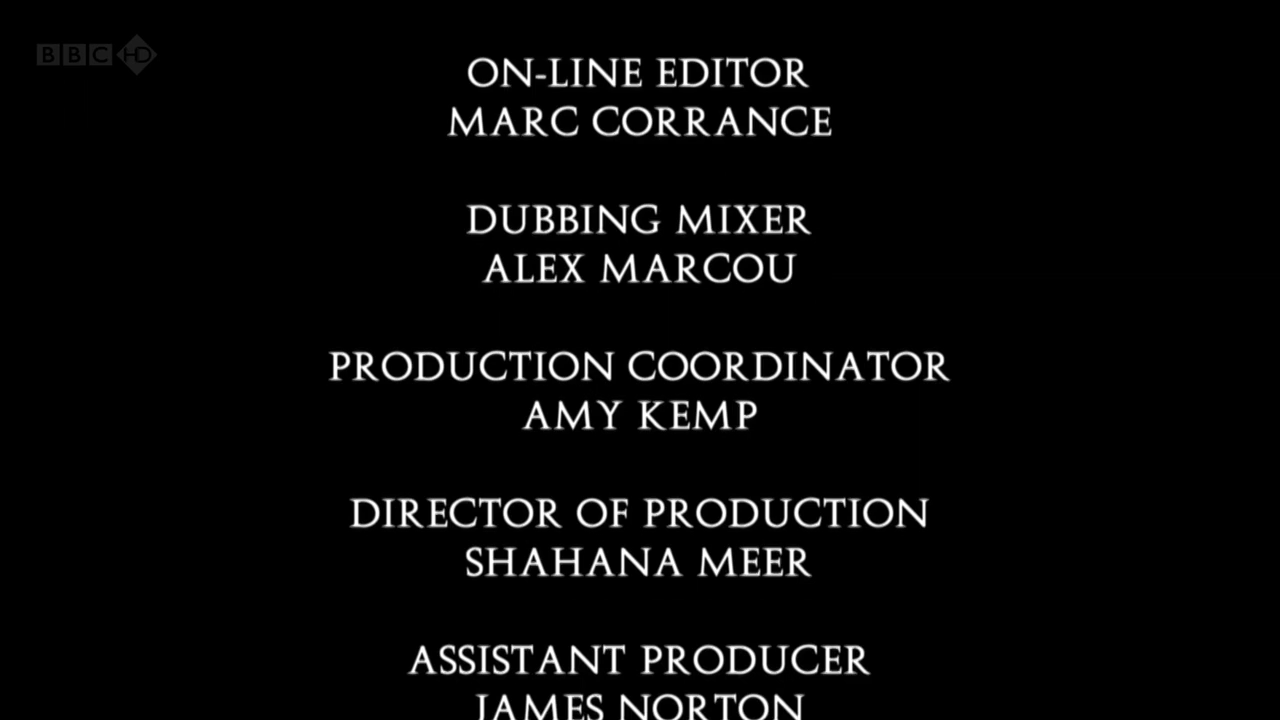 BBC HD
ON-LINE EDITOR
MARC CORRANCE
DUBBING MIXER
ALEX MARCOU
PRODUCTION COORDINATOR
AMY KEMP
DIRECTOR OF PRODUCTION
SHAHANA MEER
ASSISTANT PRODUCER
JAMES NORTON